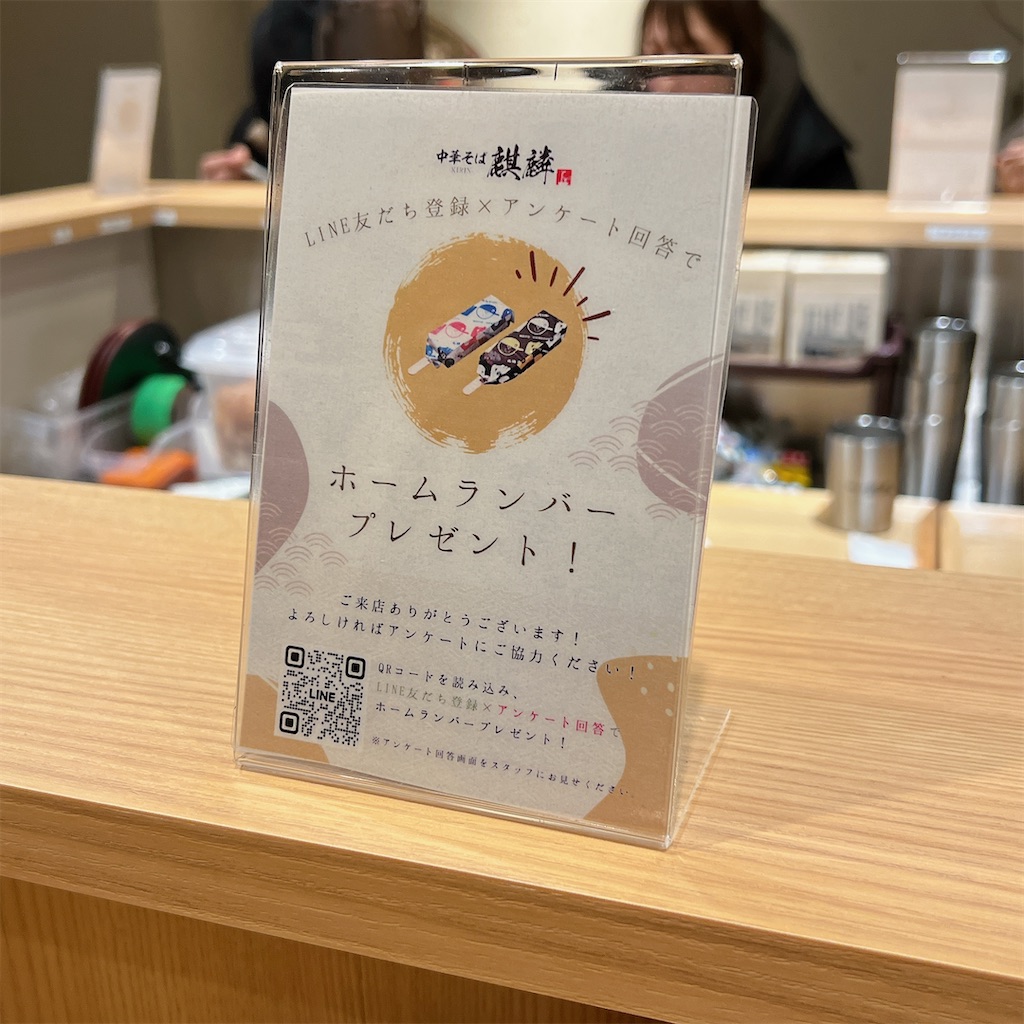 中華そば 麒麟
KIRIN
LINE友だち登録×アンケート回答で
ホームランバー
プレゼント！
ご来店ありがとうございます！
よろしければアンケートにご協力ください！
LINE
QRコードを読み込み、
LINE友だち登録×アンケート回答で
ホームランバープレゼント！
※アンケート回答画面をスタッフにお見せください。